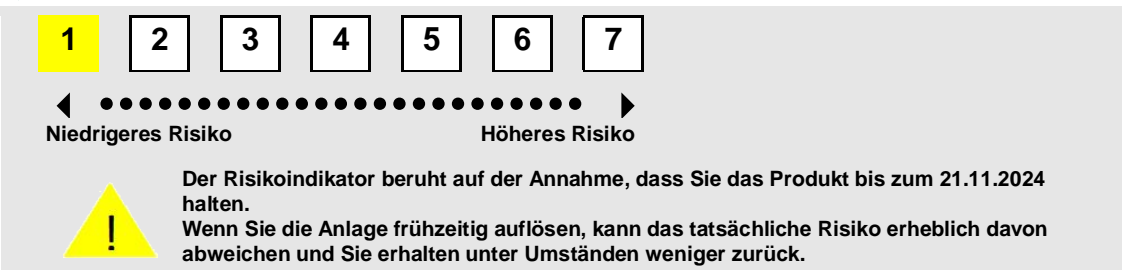 1 2 3 4 5 6 7
Niedrigeres Risiko Höheres Risiko
Der Risikoindikator beruht auf der Annahme, dass Sie das Produkt bis zum 21.11.2024
halten.
Wenn Sie die Anlage frühzeitig auflösen, kann das tatsächliche Risiko erheblich davon
abweichen und Sie erhalten unter Umständen weniger zurück.
!